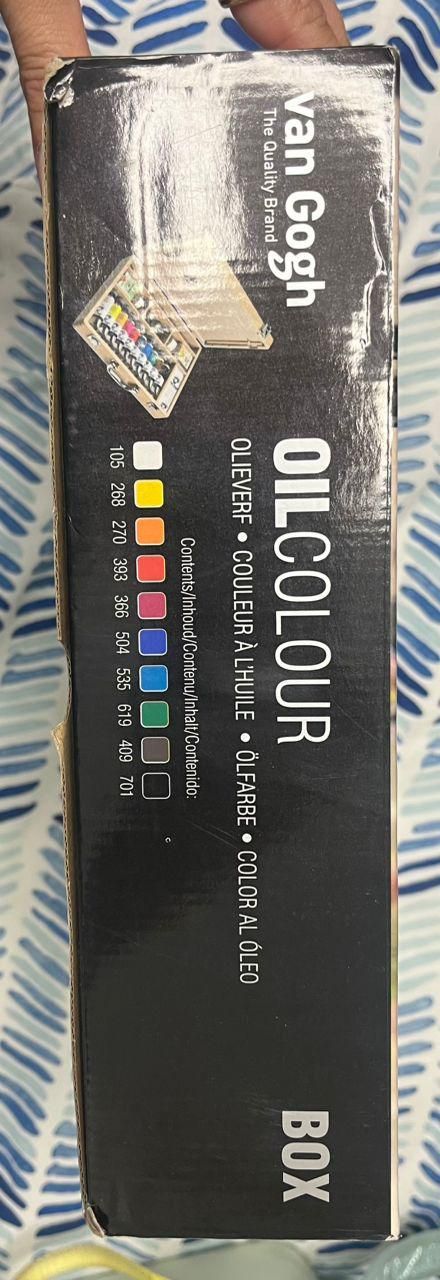 van Gogh
The Quality Brand
OILCOLOUR
BOX
OLIEVERF • COULEUR À L'HUILE • ÖLFARBE • COLOR AL ÓLEO
Contents/Inhoud/Contenu/Inhalt/Contenido:
105 268 270 393 366 504 535 619 409 701